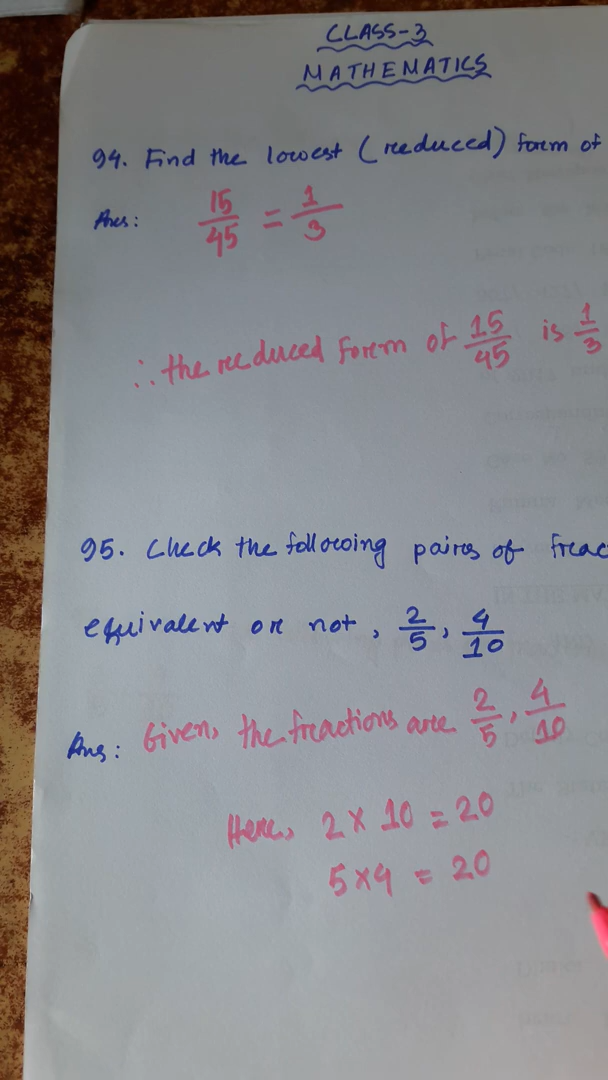 CLASS-3
MATHEMATICS
94. Find the lowest (reduced) form of
Ans: 15/45 = 1/3
∴ the reduced form of 15/45 is 1/3
95. Check the following pairs of frac
equivalent or not, 2/5, 4/10
Ans: Given, the fractions are 2/5, 4/10
Here, 2 × 10 = 20
5 × 4 = 20